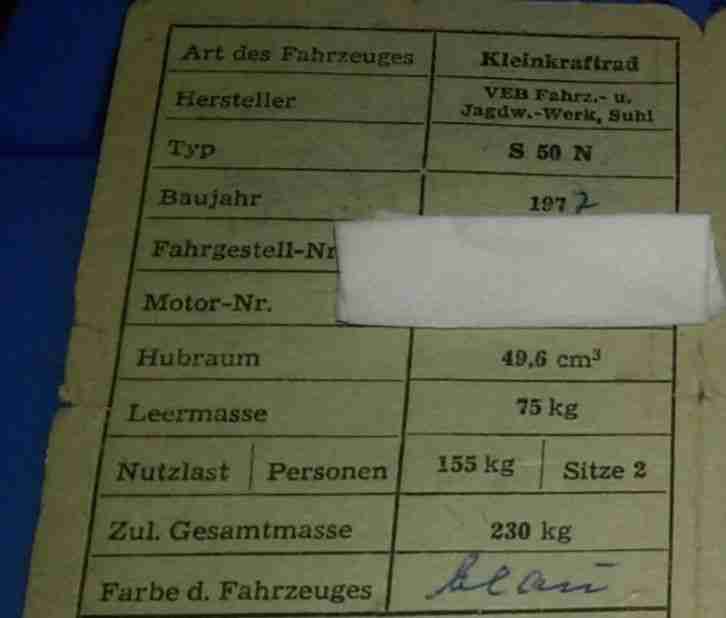 Art des Fahrzeuges Kleinkraftrad
Hersteller VEB Fahrz.- u.
Jagdw.-Werk, Suhl
Typ S 50 N
Baujahr 1977
Fahrgestell-Nr
Motor-Nr.
Hubraum 49,6 cm³
Leermasse 75 kg
Nutzlast Personen 155 kg Sitze 2
Zul. Gesamtmasse 230 kg
Farbe d. Fahrzeuges blau